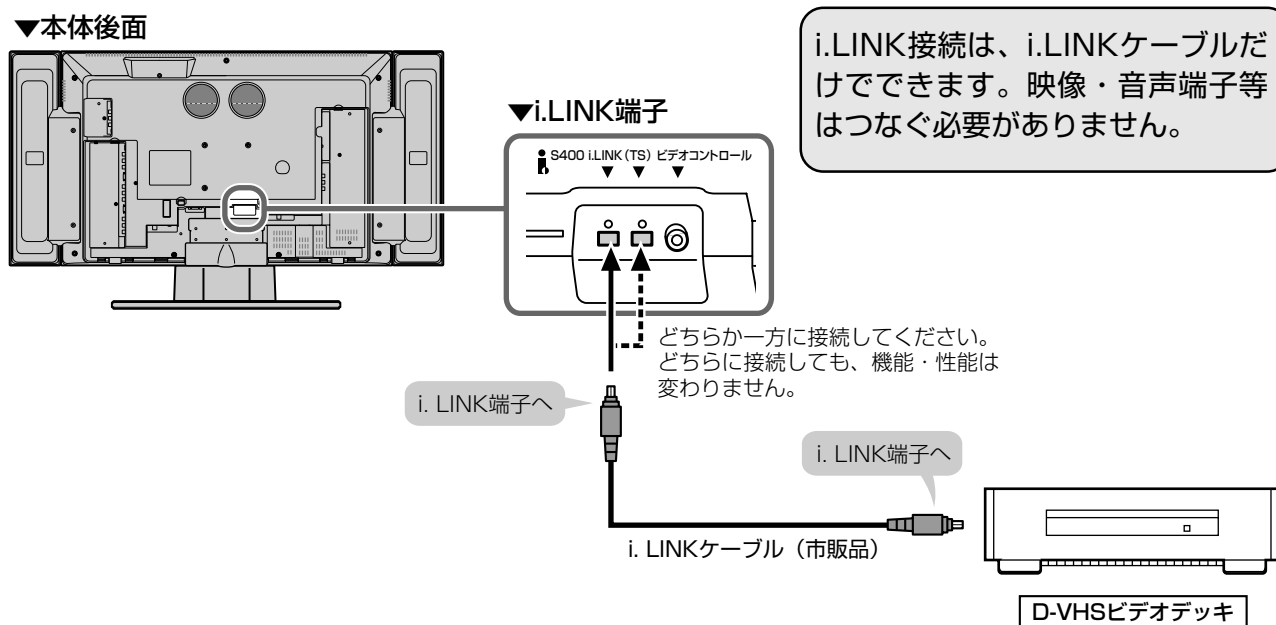 ▼本体後面
i.LINK接続は、i.LINKケーブルだ
けでできます。映像・音声端子等
はつなぐ必要がありません。
▼i.LINK端子
S400 i.LINK(TS) ビデオコントロール
どちらか一方に接続してください。
どちらに接続しても、機能・性能は
変わりません。
i. LINK端子へ
i. LINK端子へ
i. LINKケーブル（市販品）
D-VHSビデオデッキ